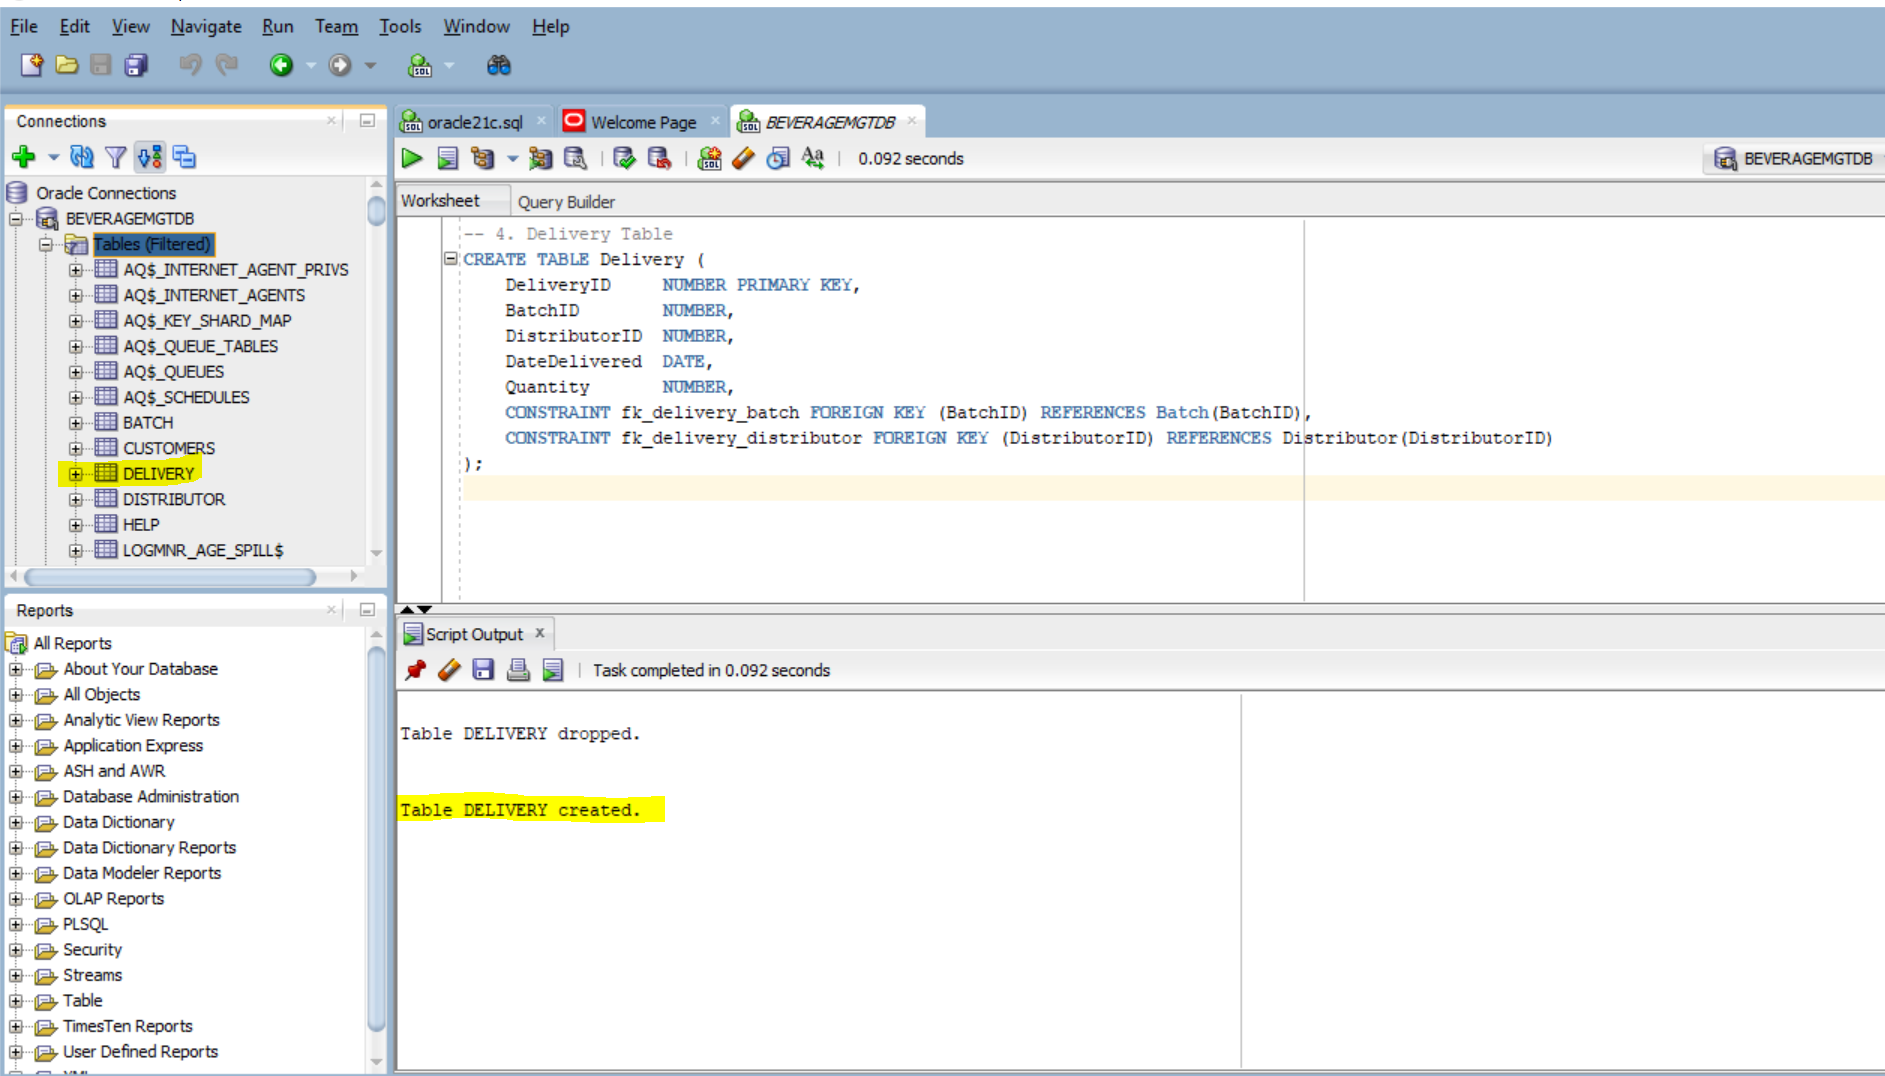 File Edit View Navigate Run Team Tools Window Help
Connections
Oracle Connections
BEVERAGEMGTDB
Tables (Filtered)
AQ$_INTERNET_AGENT_PRIVS
AQ$_INTERNET_AGENTS
AQ$_KEY_SHARD_MAP
AQ$_QUEUE_TABLES
AQ$_QUEUES
AQ$_SCHEDULES
BATCH
CUSTOMERS
DELIVERY
DISTRIBUTOR
HELP
LOGMNR_AGE_SPILL$
Reports
All Reports
About Your Database
All Objects
Analytic View Reports
Application Express
ASH and AWR
Database Administration
Data Dictionary
Data Dictionary Reports
Data Modeler Reports
OLAP Reports
PLSQL
Security
Streams
Table
TimesTen Reports
User Defined Reports
oracle21c.sql Welcome Page BEVERAGEMGTDB
0.092 seconds BEVERAGEMGTDB
Worksheet Query Builder
-- 4. Delivery Table
CREATE TABLE Delivery (
DeliveryID NUMBER PRIMARY KEY,
BatchID NUMBER,
DistributorID NUMBER,
DateDelivered DATE,
Quantity NUMBER,
CONSTRAINT fk_delivery_batch FOREIGN KEY (BatchID) REFERENCES Batch(BatchID),
CONSTRAINT fk_delivery_distributor FOREIGN KEY (DistributorID) REFERENCES Distributor(DistributorID)
);
Script Output x
Task completed in 0.092 seconds
Table DELIVERY dropped.
Table DELIVERY created.